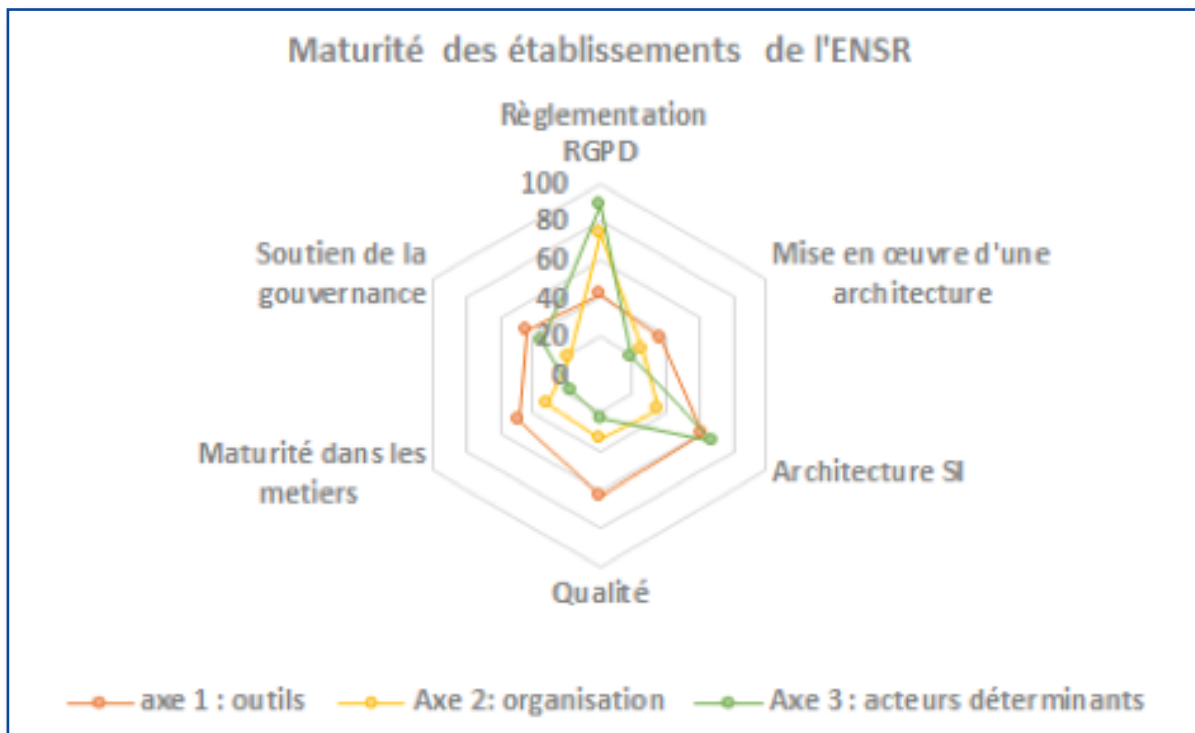 Maturité des établissements de l'ENSR
Règlementation
RGPD
100
80
60
40
20
0
Mise en œuvre d'une
architecture
Architecture SI
Qualité
Maturité dans les
metiers
Soutien de la
gouvernance
axe 1 : outils
Axe 2: organisation
Axe 3 : acteurs déterminants